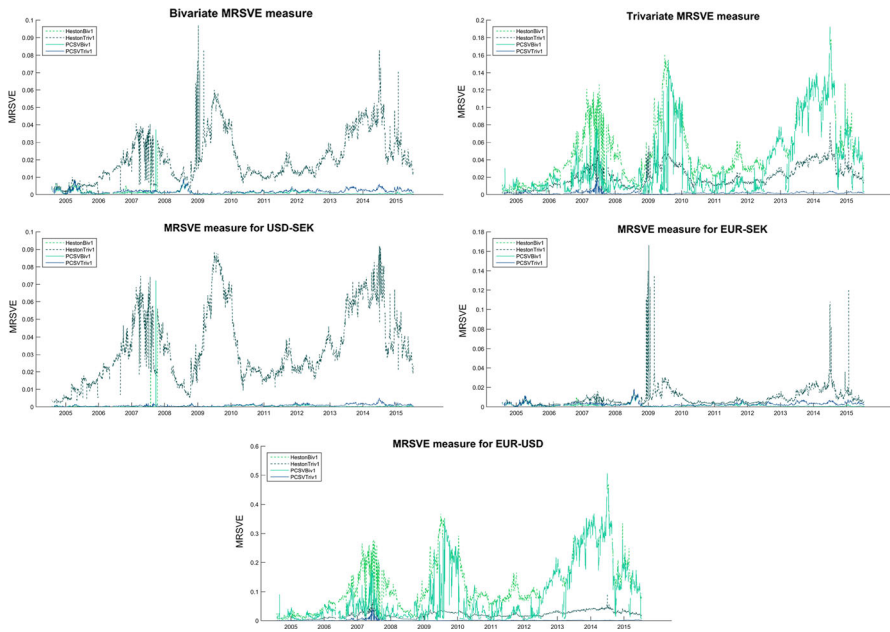 Bivariate MRSVE measure
MRSVE
0.1
0.09
0.08
0.07
0.06
0.05
0.04
0.03
0.02
0.01
0
HestonBiv1
HestonTriv1
PCSVBiv1
PCSVTriv1
2005 2006 2007 2008 2009 2010 2011 2012 2013 2014 2015
Trivariate MRSVE measure
MRSVE
0.2
0.18
0.16
0.14
0.12
0.1
0.08
0.06
0.04
0.02
0
HestonBiv1
HestonTriv1
PCSVBiv1
PCSVTriv1
2005 2006 2007 2008 2009 2010 2011 2012 2013 2014 2015
MRSVE measure for USD-SEK
MRSVE
0.1
0.09
0.08
0.07
0.06
0.05
0.04
0.03
0.02
0.01
0
HestonBiv1
HestonTriv1
PCSVBiv1
PCSVTriv1
2005 2006 2007 2008 2009 2010 2011 2012 2013 2014 2015
MRSVE measure for EUR-SEK
MRSVE
0.18
0.16
0.14
0.12
0.1
0.08
0.06
0.04
0.02
0
HestonBiv1
HestonTriv1
PCSVBiv1
PCSVTriv1
2005 2006 2007 2008 2009 2010 2011 2012 2013 2014 2015
MRSVE measure for EUR-USD
MRSVE
0.6
0.5
0.4
0.3
0.2
0.1
0
HestonBiv1
HestonTriv1
PCSVBiv1
PCSVTriv1
2005 2006 2007 2008 2009 2010 2011 2012 2013 2014 2015